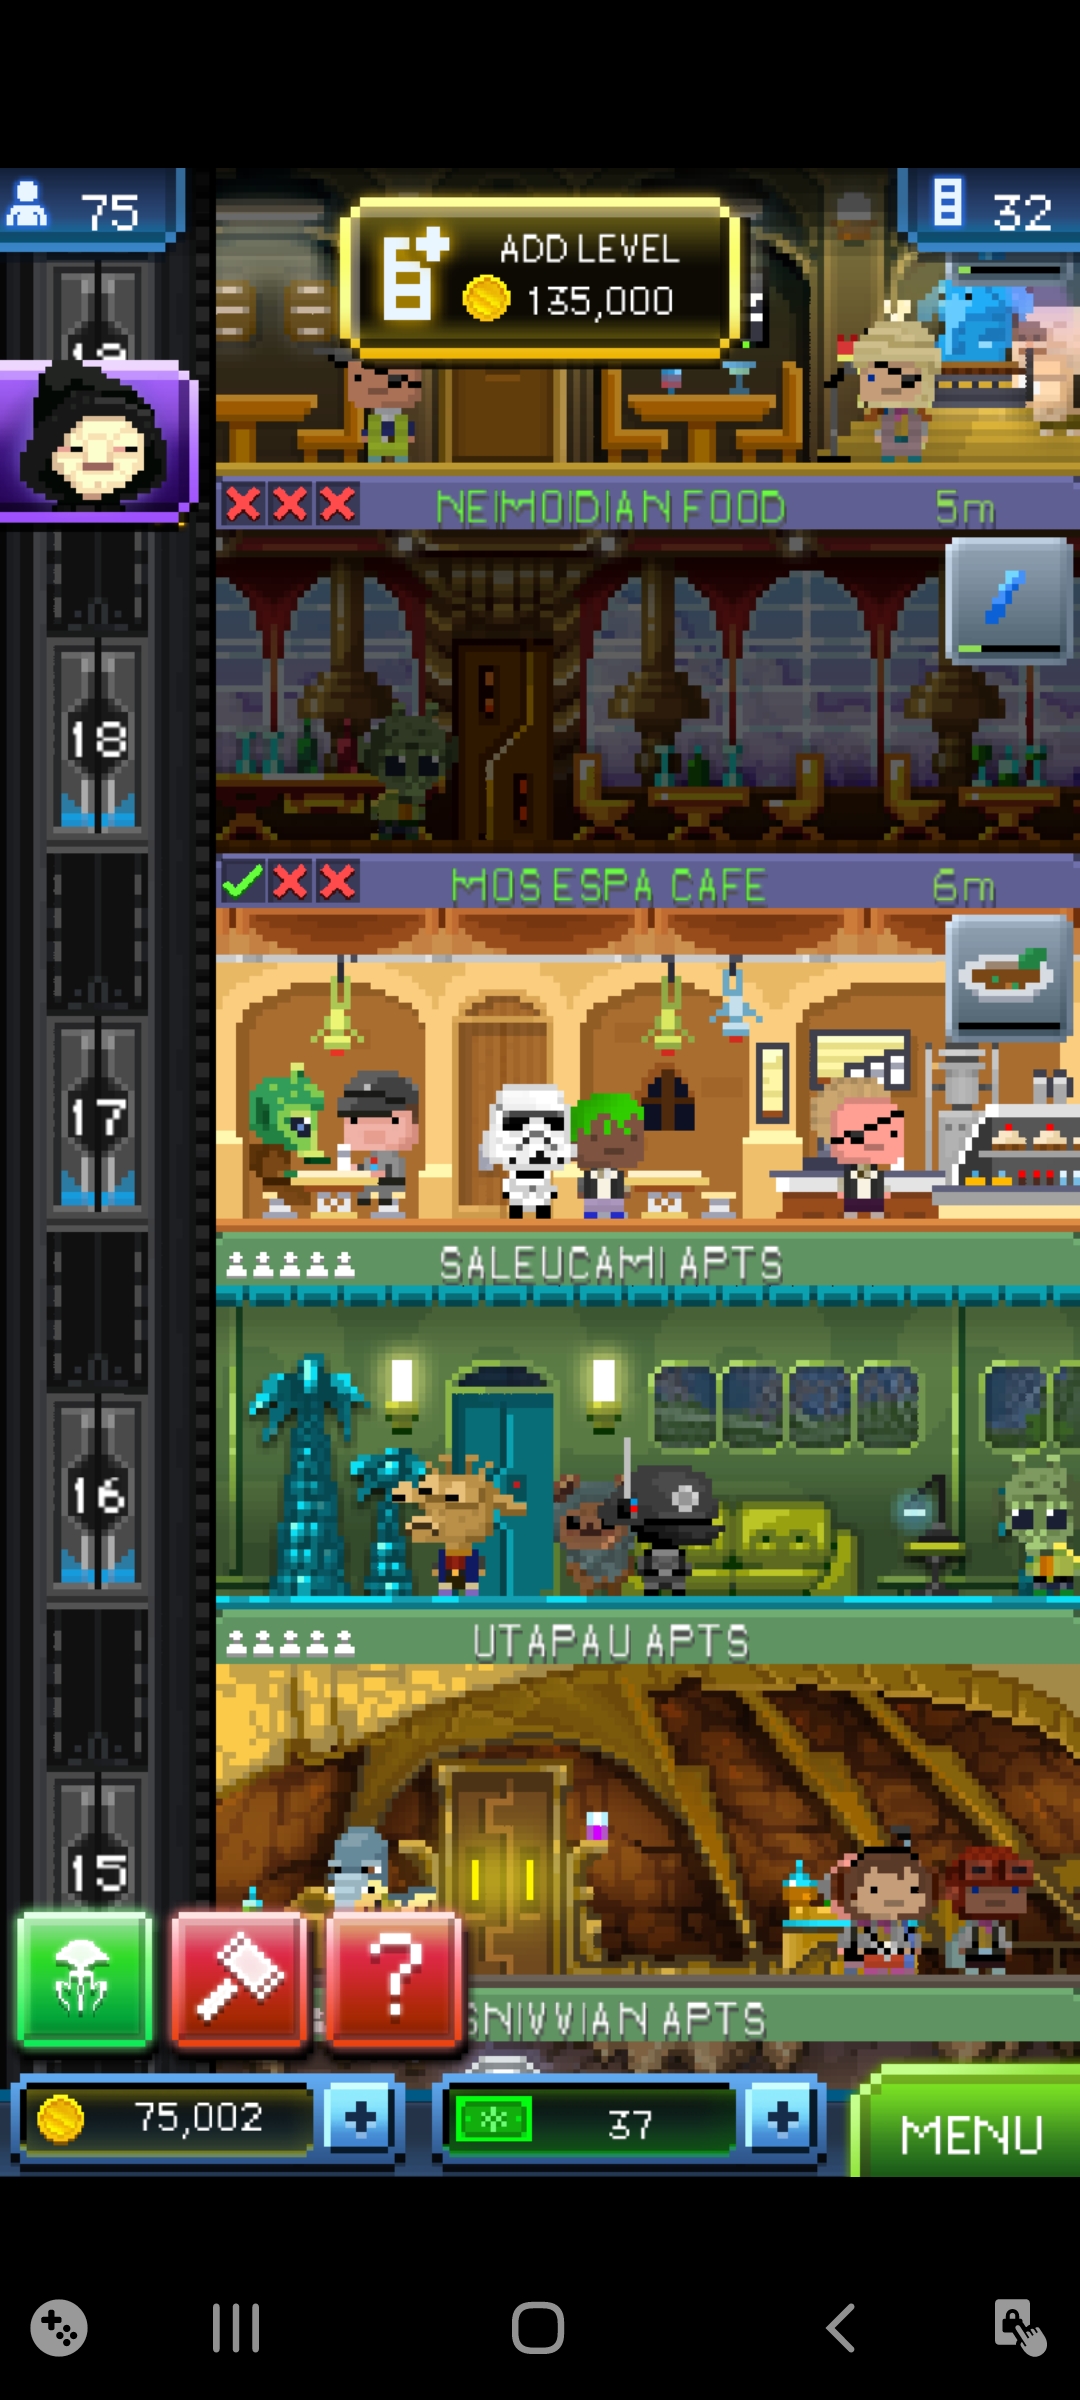 75
ADD LEVEL
135,000
32
NEIMOIDIAN FOOD 5m
18
MOS ESPA CAFE 6m
17
SALEUCAMI APTS
16
UTAPAU APTS
15
?
SNIVVIAN APTS
75,002 +
37 +
MENU